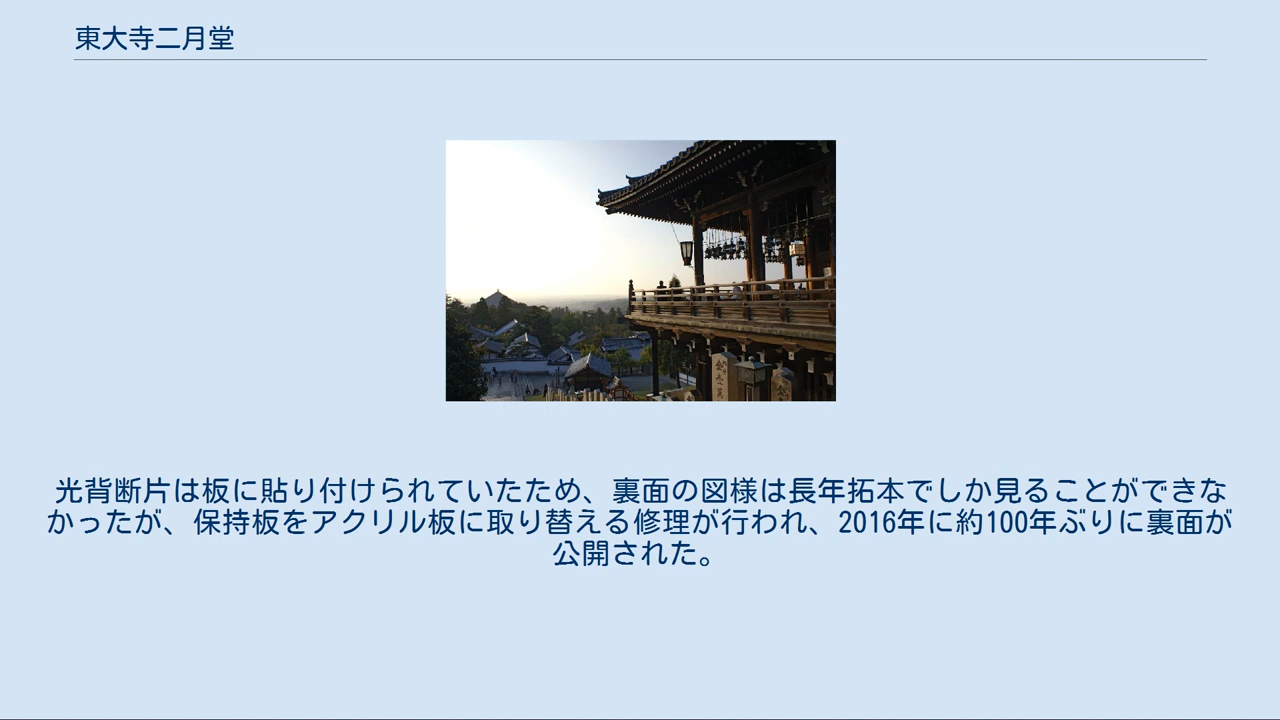 東大寺二月堂
光背断片は板に貼り付けられていたため、裏面の図様は長年拓本でしか見ることができな
かったが、保持板をアクリル板に取り替える修理が行われ、2016年に約100年ぶりに裏面が
公開された。